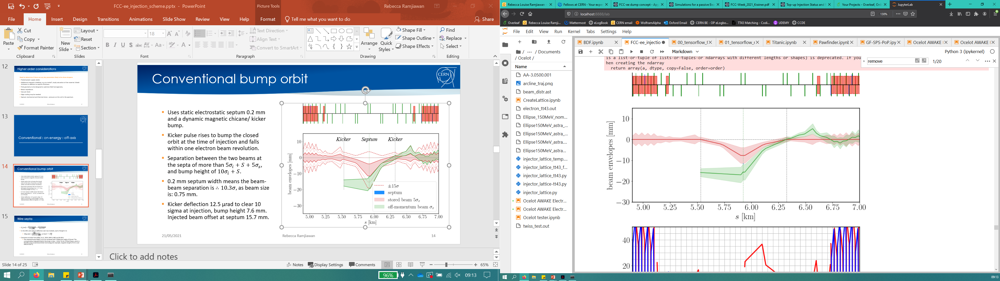 FCC-ee_injection_scheme.pptx - PowerPoint
Picture Tools
Rebecca Ramjiawan
File Home Insert Design Transitions Animations Slide Show Review View Help Format Tell me what you want to do Share
Paste
Cut
Copy
Format Painter
Clipboard
New Slide
Layout
Reset
Section
Slides
18
Font
Text Direction
Align Text
Convert to SmartArt
Paragraph
Arrange
Quick Styles
Shape Fill
Shape Outline
Shape Effects
Drawing
Find
Replace
Select
Editing
12
Higher order considerations
13
Conventional : on-energy : off-axis
14
Conventional bump orbit
15
Wire septa
Conventional bump orbit
CERN
Uses static electrostatic septum 0.2 mm
and a dynamic magnetic chicane/ kicker
bump.
Kicker pulse rises to bump the closed
orbit at the time of injection and falls
within one electron beam revolution.
Separation between the two beams at
the septa of more than 5σᵢ + S + 5σₛ,
and bump height of 10σᵢ + S.
0.2 mm septum width means the beam-
beam separation is ∴ 10.3σ, as beam size
is: 0.75 mm.
Kicker deflection 12.5 μrad to clear 10
sigma at injection, bump height 7.6 mm.
Injected beam offset at septum 15.7 mm.
Kicker Septum Kicker
10
0
−10
−20
−30
beam envelopes [mm]
±15σ
septum
stored beam 5σₓ
off-momentum beam σₓ
5.00 5.25 5.50 5.75 6.00 6.25 6.50 6.75 7.00
s [km]
21/05/2021
Rebecca Ramjiawan
14
Click to add notes
Slide 14 of 25
Notes Display Settings Comments 65%
96% 09:13
Rebecca Louise Ramjiawan -
Fellows at CERN - Your exper
FCC-ee dump concept - Ap
Simulations for a passive Be
FCC-Week_2021_Krainer.pdf
Top-up Injection Status and
Your Projects - Overleaf, Onl
JupyterLab
localhost:8888/lab
130%
Overleaf
Rebecca Louise Ramji...
Mattermost
eLogBook
CERN email
WolframAlpha
Oxford Email
CERN BE - OP eLogbo...
TT43 Matching - Codi...
UDEMY
CCDE
File Edit View Run Kernel Tabs Settings Help
/ ... / Documents
/ Ocelot /
Name
AA-3.0500.001
arcline_traj.png
beam_distr.ast
CreateLattice.ipynb
electron_tt43.out
Ellipse_150MeV_nom...
Ellipse150MeV_astra_...
Ellipse150MeV_astra_...
Ellipse150MeV_astra....
Ellipse150MeV_astra...
injector_lattice_temp....
injector_lattice_tt43_f...
injector_lattice_tt43.py
injector_lattice-tt43.py
injector_lattice.py
Ocelot AWAKE Electr...
Ocelot AWAKE Electr...
Ocelot tester.ipynb
twiss_test.out
BDF.ipynb
FCC-ee_injectio
00_tensorflow_t
01_tensorflow_r
Titanic.ipynb
Pawfinder.ipynb
GF-SPS-PoP.ipy
Ocelot AWAKE
Ocelot AWAKE
Markdown
Python 3 (ipykernel)
remove
1/20
is a list-or-tuple of lists-or-tuples-or ndarrays with different lengths or shapes) is deprecated. If you
hen creating the ndarray
return array(a, dtype, copy=False, order=order)
10
0
−10
−20
−30
beam envelopes [mm]
5.00 5.25 5.50 5.75 6.00 6.25 6.50 6.75 7.00
s [km]
40
20
09:13